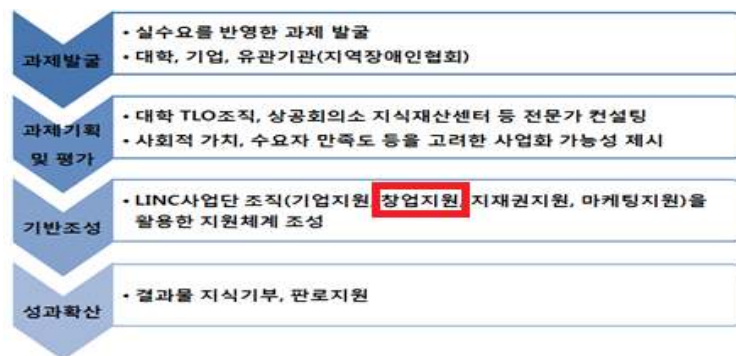 과제발굴
• 실수요를 반영한 과제 발굴
• 대학, 기업, 유관기관(지역장애인협회)
과제기획
및 평가
• 대학 TLO조직, 상공회의소 지식재산센터 등 전문가 컨설팅
• 사회적 가치, 수요자 만족도 등을 고려한 사업화 가능성 제시
기반조성
• LINC사업단 조직(기업지원, 창업지원, 지재권지원, 마케팅지원)을
활용한 지원체계 조성
성과확산
• 결과물 지식기부, 판로지원